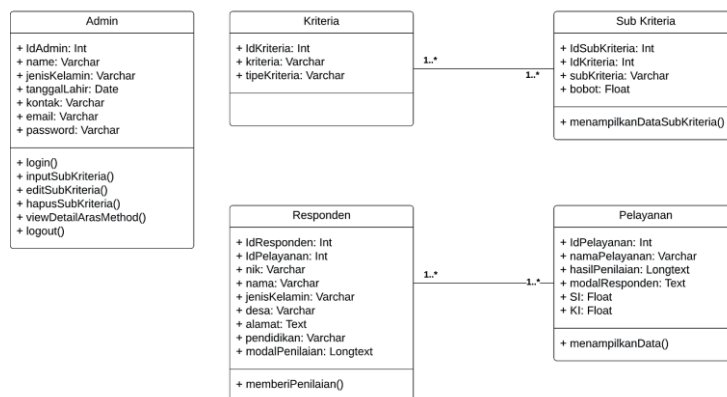 Admin
+ IdAdmin: Int
+ name: Varchar
+ jenisKelamin: Varchar
+ tanggalLahir: Date
+ kontak: Varchar
+ email: Varchar
+ password: Varchar
+ login()
+ inputSubKriteria()
+ editSubKriteria()
+ hapusSubKriteria()
+ viewDetailArasMethod()
+ logout()
Kriteria
+ IdKriteria: Int
+ kriteria: Varchar
+ tipeKriteria: Varchar
1..*
1..*
Sub Kriteria
+ IdSubKriteria: Int
+ IdKriteria: Int
+ subKriteria: Varchar
+ bobot: Float
+ menampilkanDataSubKriteria()
Responden
+ IdResponden: Int
+ IdPelayanan: Int
+ nik: Varchar
+ nama: Varchar
+ jenisKelamin: Varchar
+ desa: Varchar
+ alamat: Text
+ pendidikan: Varchar
+ modalPenilaian: Longtext
+ memberiPenilaian()
1..*
1..*
Pelayanan
+ IdPelayanan: Int
+ namaPelayanan: Varchar
+ hasilPenilaian: Longtext
+ modalResponden: Text
+ SI: Float
+ KI: Float
+ menampilkanData()